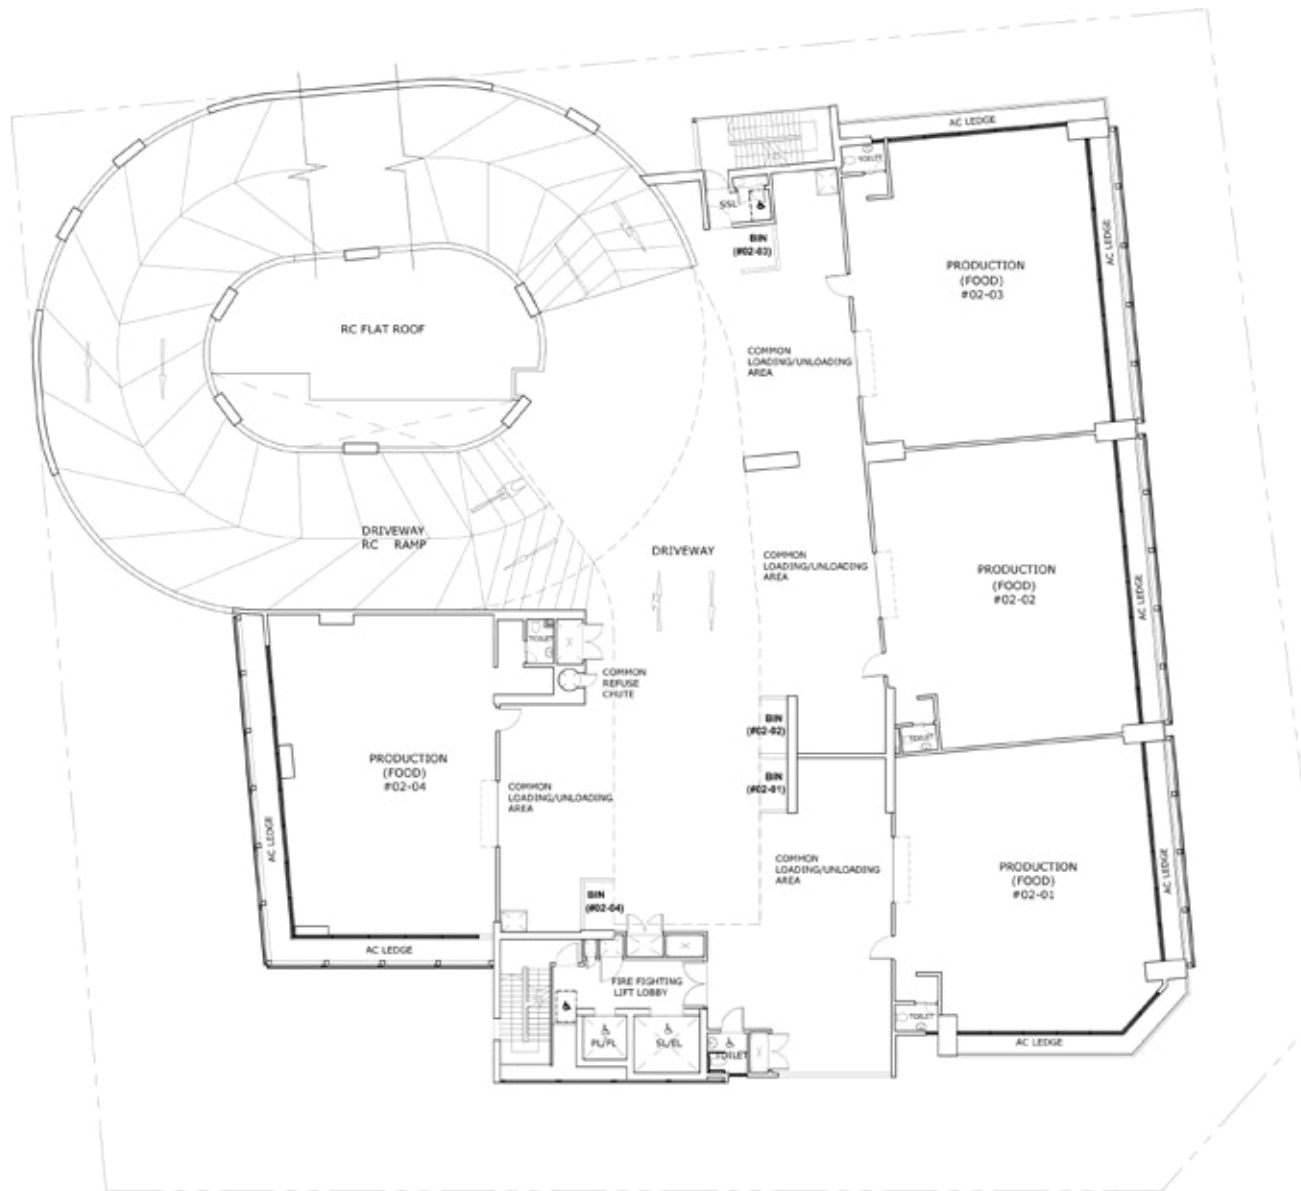 AC LEDGE
TOILET
SSL
BIN
(#02-03)
AC LEDGE
PRODUCTION
(FOOD)
#02-03
RC FLAT ROOF
COMMON
LOADING/UNLOADING
AREA
DRIVEWAY
RC RAMP
DRIVEWAY
COMMON
LOADING/UNLOADING
AREA
PRODUCTION
(FOOD)
#02-02
AC LEDGE
TOILET
COMMON
REFUSE
CHUTE
BIN
(#02-02)
TOILET
PRODUCTION
(FOOD)
#02-04
COMMON
LOADING/UNLOADING
AREA
BIN
(#02-01)
AC LEDGE
COMMON
LOADING/UNLOADING
AREA
PRODUCTION
(FOOD)
#02-01
AC LEDGE
BIN
(#02-04)
AC LEDGE
FIRE FIGHTING
LIFT LOBBY
PL/FL
SL/EL
TOILET
TOILET
AC LEDGE